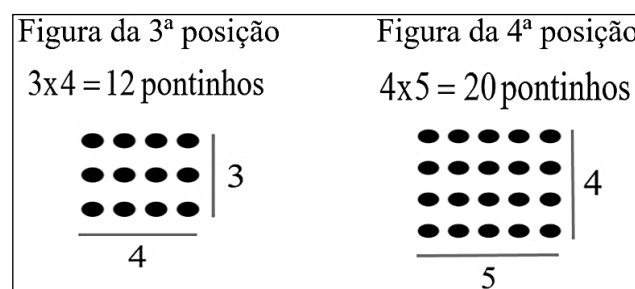 Figura da 3ª posição
3x4 = 12 pontinhos
3
4
Figura da 4ª posição
4x5 = 20 pontinhos
4
5